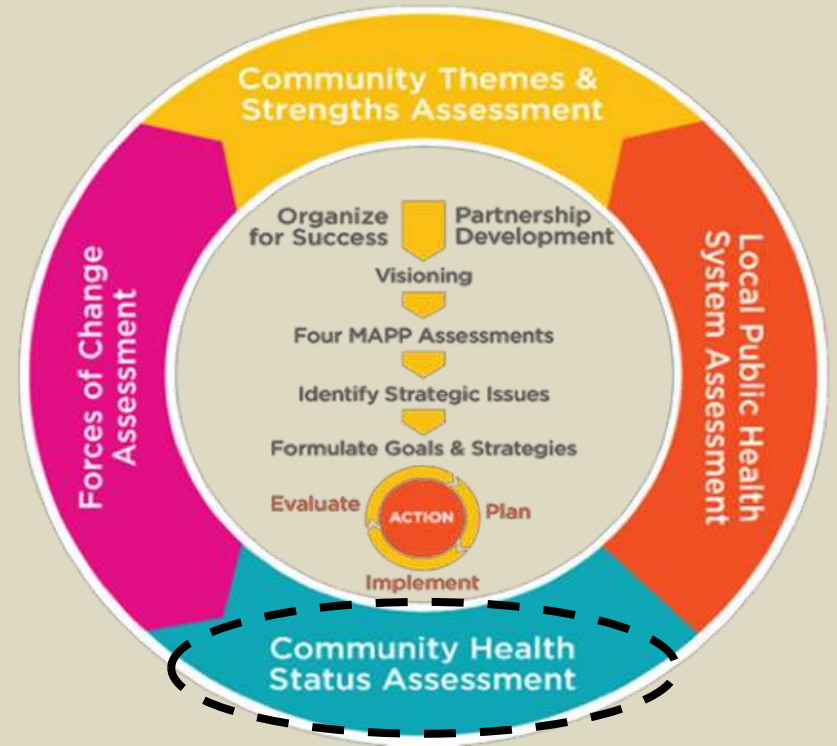 Community Themes &
Strengths Assessment
Organize
for Success
Partnership
Development
Visioning
Four MAPP Assessments
Identify Strategic Issues
Formulate Goals & Strategies
Evaluate
ACTION
Plan
Implement
Forces of Change
Assessment
Local Public Health
System Assessment
Community Health
Status Assessment